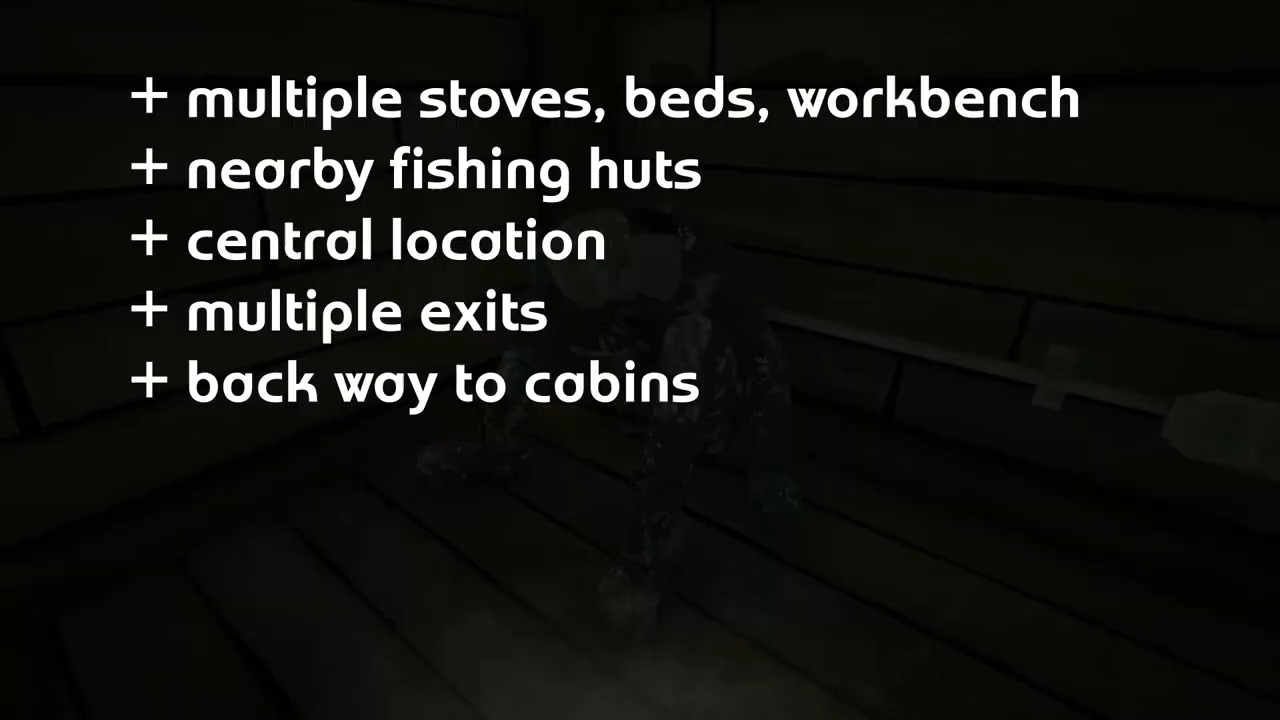 + multiple stoves, beds, workbench
+ nearby fishing huts
+ central location
+ multiple exits
+ back way to cabins